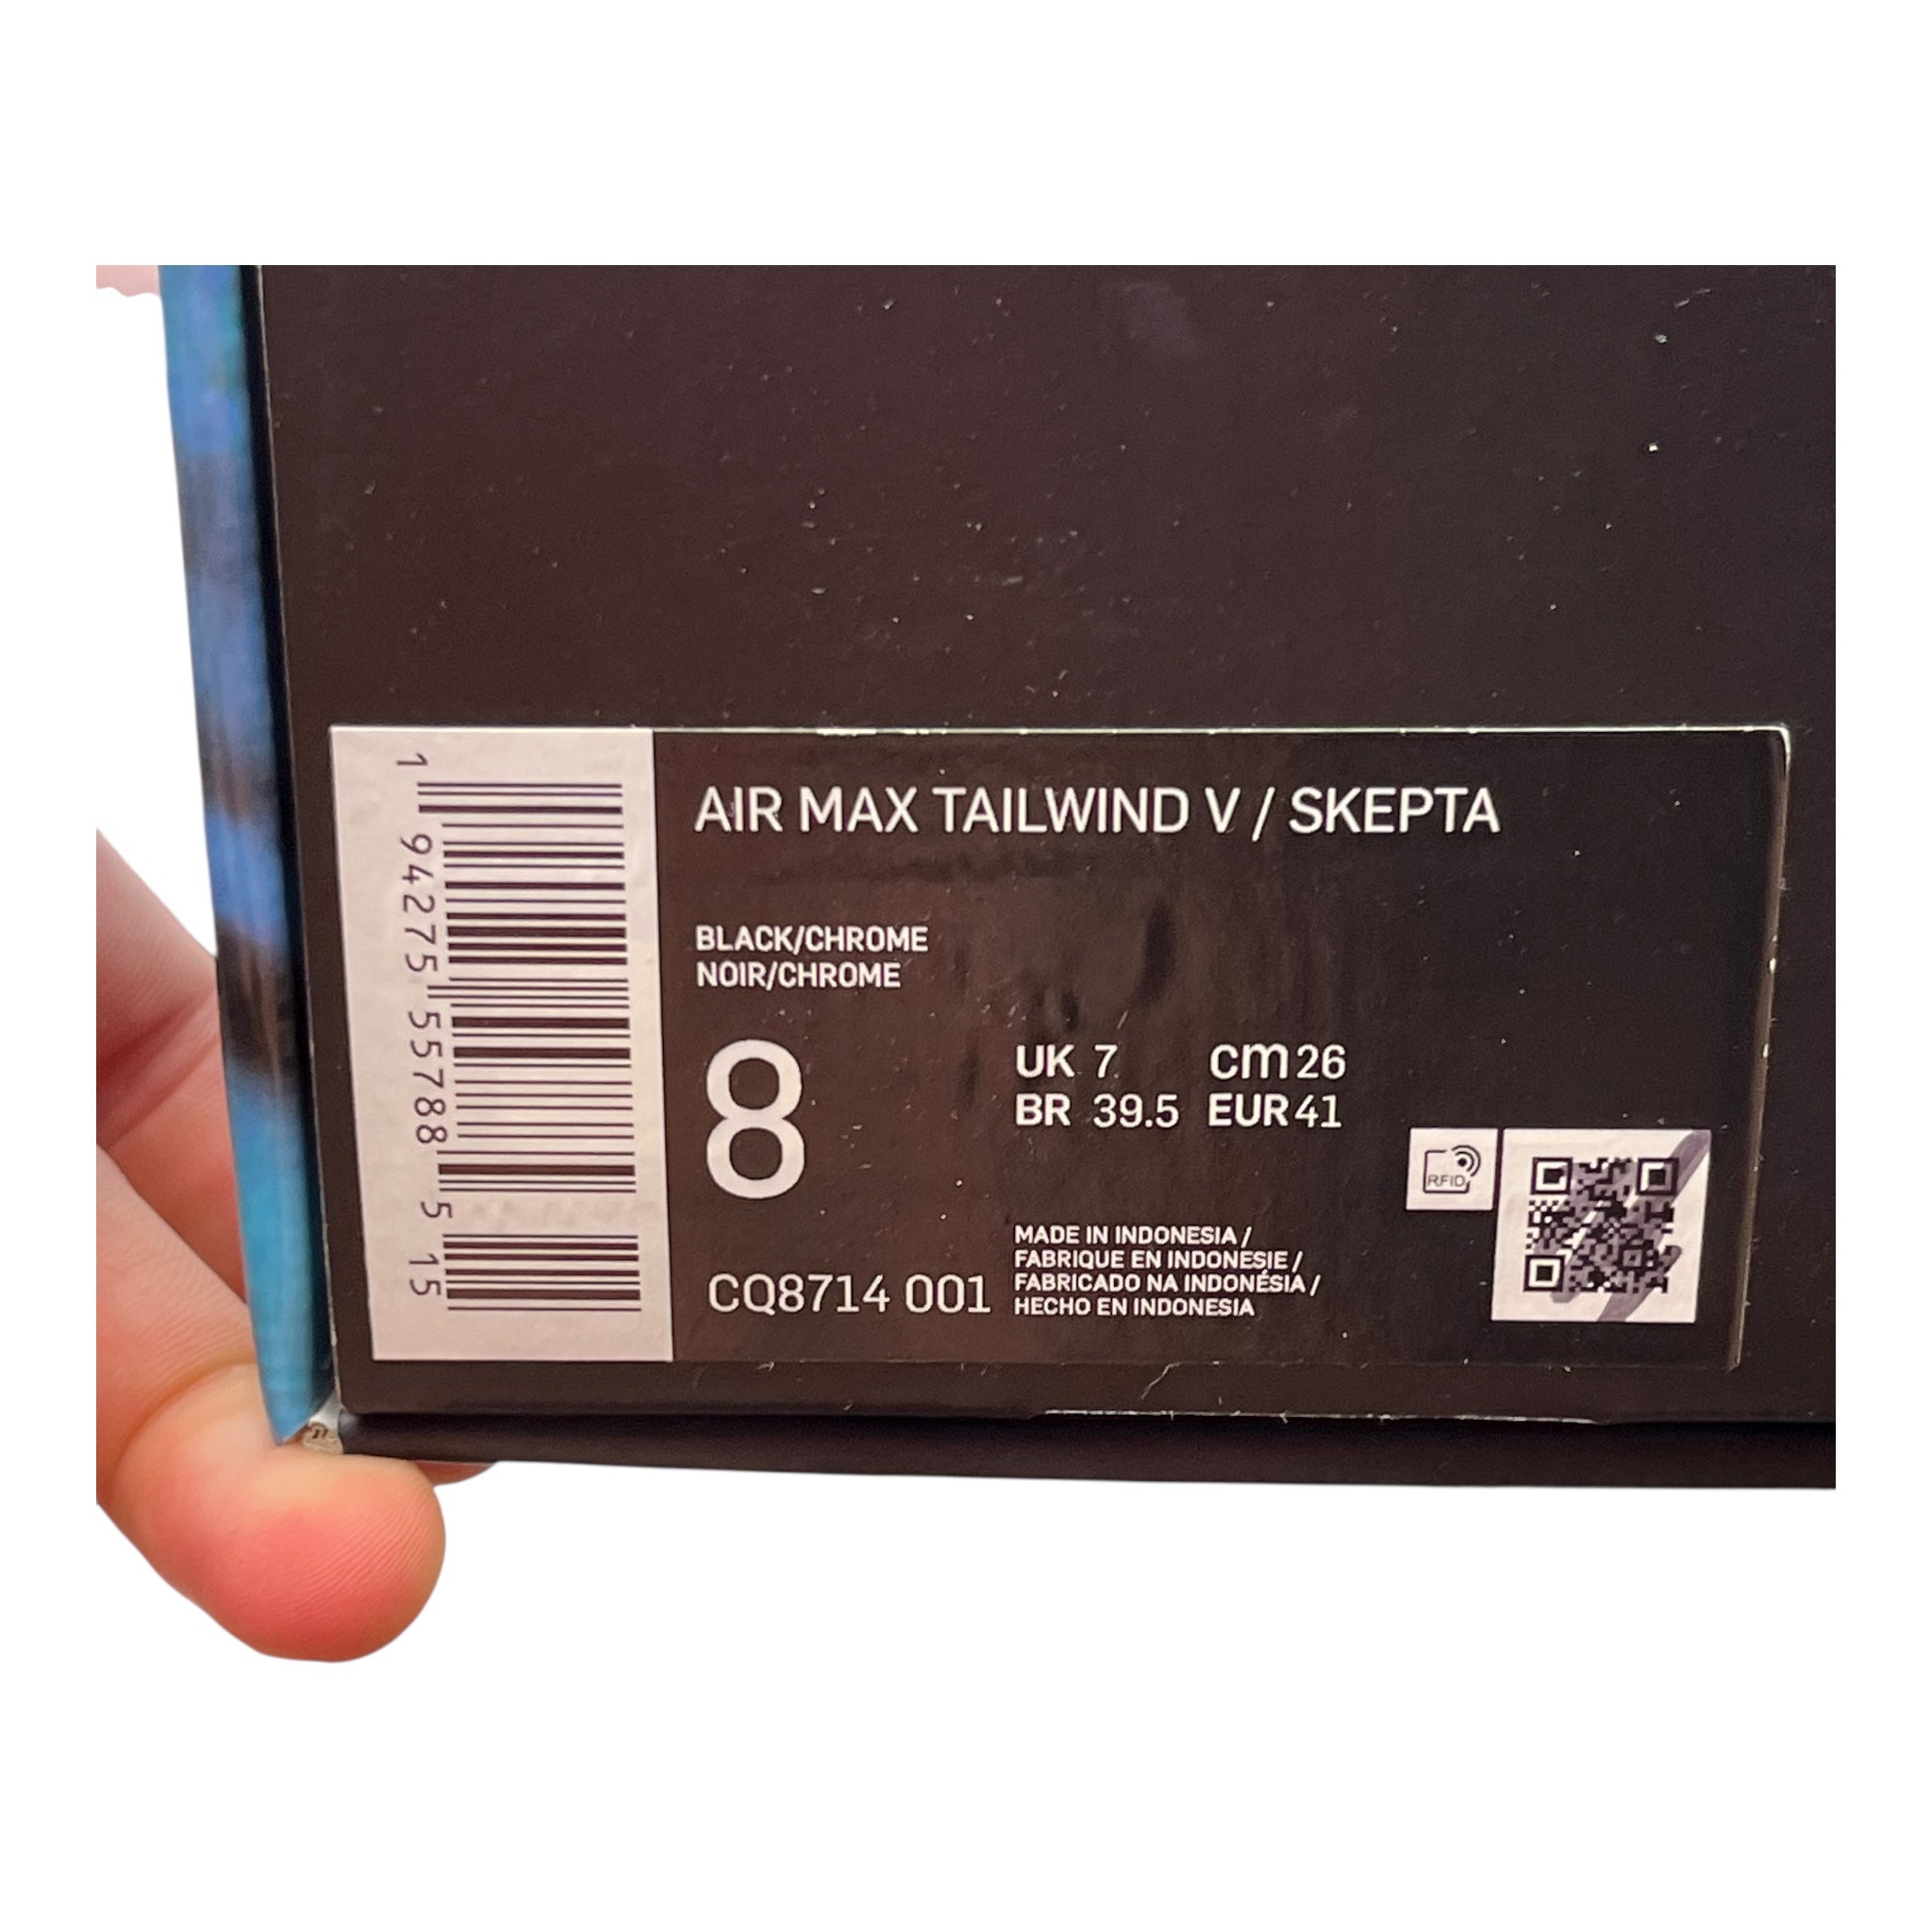 1 94275 55788 5 15
AIR MAX TAILWIND V / SKEPTA
BLACK/CHROME
NOIR/CHROME
8
UK 7 cm 26
BR 39.5 EUR 41
RFID
MADE IN INDONESIA /
FABRIQUE EN INDONESIE /
FABRICADO NA INDONÉSIA /
HECHO EN INDONESIA
CQ8714 001